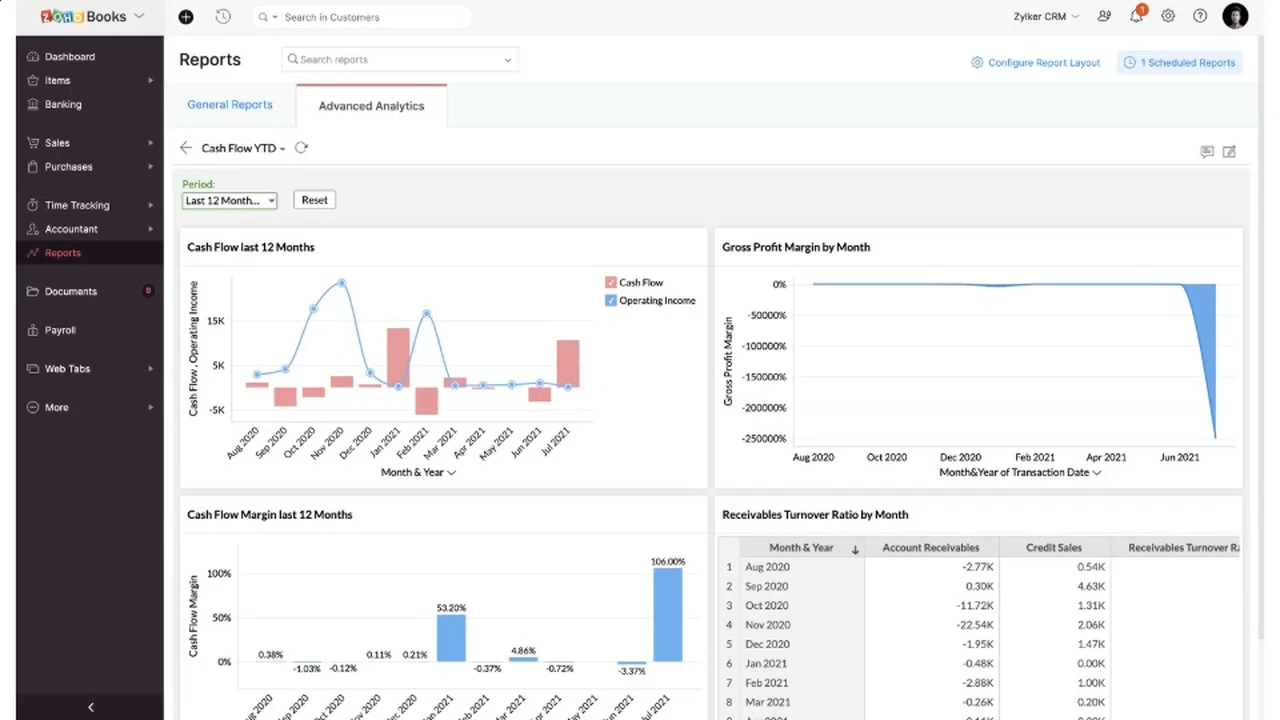 ZOHO Books
Search in Customers
Zylker CRM
1
Dashboard
Items
Banking
Sales
Purchases
Time Tracking
Accountant
Reports
Documents
Payroll
Web Tabs
More
Reports
Search reports
Configure Report Layout
1 Scheduled Reports
General Reports
Advanced Analytics
Cash Flow YTD
Period:
Last 12 Month...
Reset
Cash Flow last 12 Months
Cash Flow , Operating Income
15K
5K
-5K
Aug 2020
Sep 2020
Oct 2020
Nov 2020
Dec 2020
Jan 2021
Feb 2021
Mar 2021
Apr 2021
May 2021
Jun 2021
Jul 2021
Month & Year
Cash Flow
Operating Income
Gross Profit Margin by Month
Gross Profit Margin
0%
-50000%
-100000%
-150000%
-200000%
-250000%
Aug 2020 Oct 2020 Dec 2020 Feb 2021 Apr 2021 Jun 2021
Month&Year of Transaction Date
Cash Flow Margin last 12 Months
Cash Flow Margin
100%
50%
0%
0.38%
-1.03%
-0.12%
0.11%
0.21%
53.20%
-0.37%
4.86%
-0.72%
-3.37%
106.00%
Receivables Turnover Ratio by Month
Month & Year Account Receivables Credit Sales Receivables Turnover Ra
1 Aug 2020 -2.77K 0.54K
2 Sep 2020 0.30K 4.63K
3 Oct 2020 -11.72K 1.31K
4 Nov 2020 -22.54K 2.06K
5 Dec 2020 -1.95K 1.47K
6 Jan 2021 -0.48K 0.00K
7 Feb 2021 -2.88K 1.00K
8 Mar 2021 -0.26K 0.20K